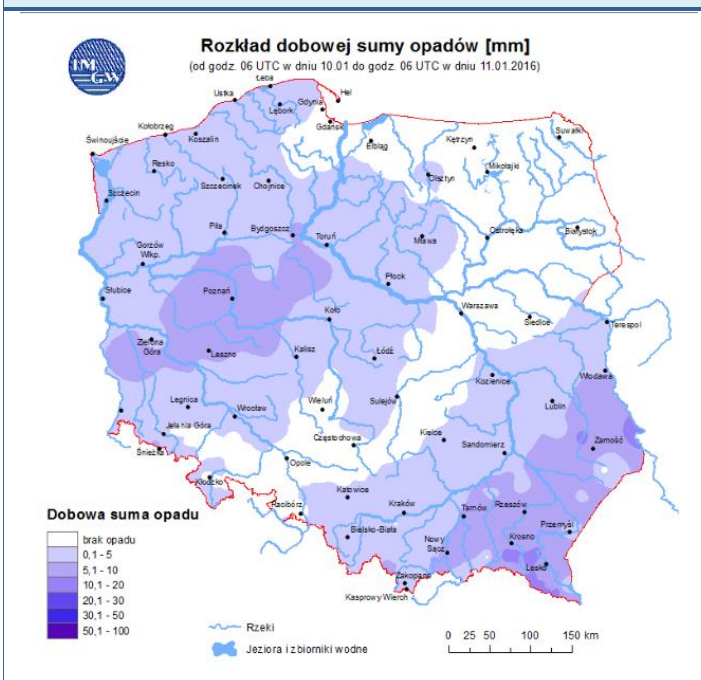 Rozkład dobowej sumy opadów [mm]
(od godz. 06 UTC w dniu 10.01 do godz. 06 UTC w dniu 11.01.2016)
IM
GW
Łeba
Ustka
Hel
Gdynia
Lębork
Gdańsk
Kołobrzeg
Koszalin
Świnoujście
Elbląg
Kętrzyn
Suwałki
Resko
Mikołajki
Olsztyn
Szczecinek
Chojnice
Szczecin
Piła
Bydgoszcz
Toruń
Mława
Ostrołęka
Białystok
Gorzów
Wlkp.
Płock
Słubice
Poznań
Koło
Warszawa
Siedlce
Terespol
Zielona
Góra
Leszno
Kalisz
Łódź
Kozienice
Włodawa
Legnica
Wrocław
Wieluń
Sulejów
Lublin
Jelenia Góra
Częstochowa
Kielce
Sandomierz
Zamość
Śnieżka
Opole
Kłodzko
Katowice
Racibórz
Kraków
Tarnów
Rzeszów
Przemyśl
Bielsko-Biała
Nowy
Sącz
Krosno
Lesko
Zakopane
Kasprowy Wierch
Dobowa suma opadu
brak opadu
0,1 - 5
5,1 - 10
10,1 - 20
20,1 - 30
30,1 - 50
50,1 - 100
Rzeki
Jeziora i zbiorniki wodne
0 25 50 100 150 km